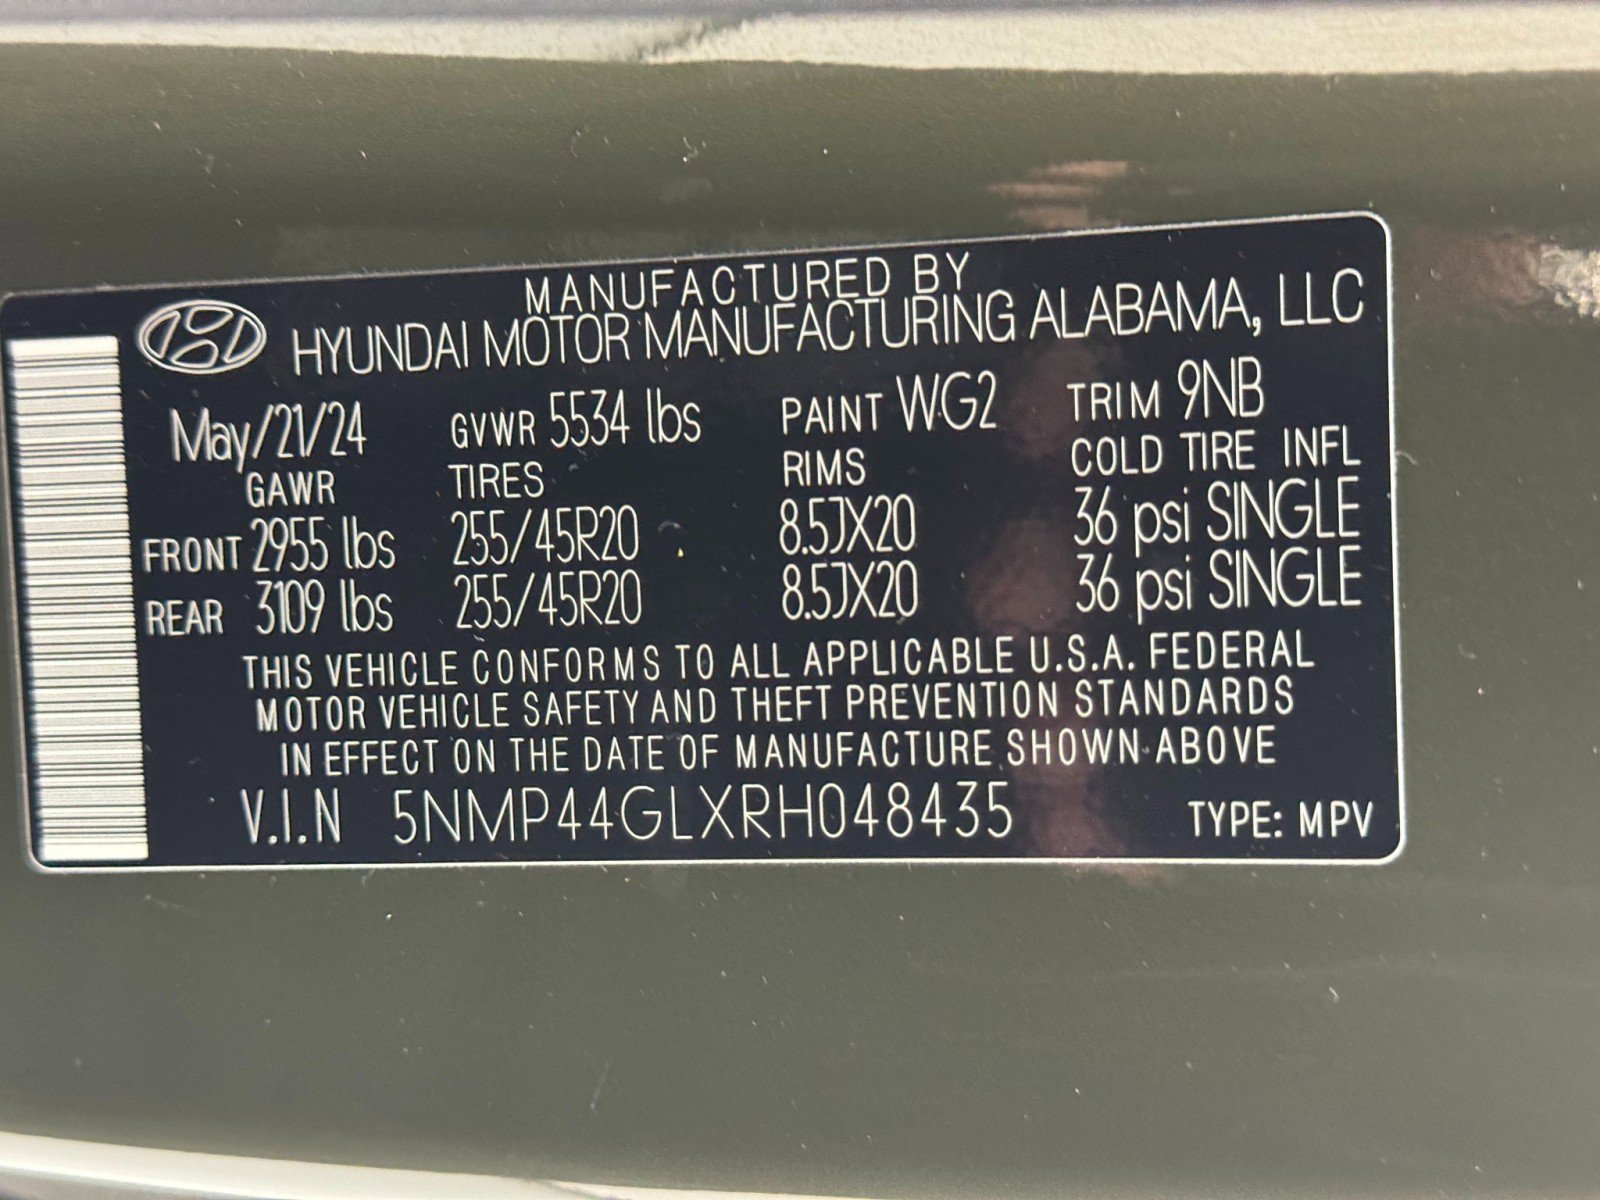 MANUFACTURED BY
HYUNDAI MOTOR MANUFACTURING ALABAMA, LLC
May/21/24 GVWR 5534 lbs PAINT WG2 TRIM 9NB
GAWR TIRES RIMS COLD TIRE INFL
FRONT 2955 lbs 255/45R20 8.5JX20 36 psi SINGLE
REAR 3109 lbs 255/45R20 8.5JX20 36 psi SINGLE
THIS VEHICLE CONFORMS TO ALL APPLICABLE U.S.A. FEDERAL
MOTOR VEHICLE SAFETY AND THEFT PREVENTION STANDARDS
IN EFFECT ON THE DATE OF MANUFACTURE SHOWN ABOVE
V.I.N 5NMP44GLXRH048435 TYPE: MPV